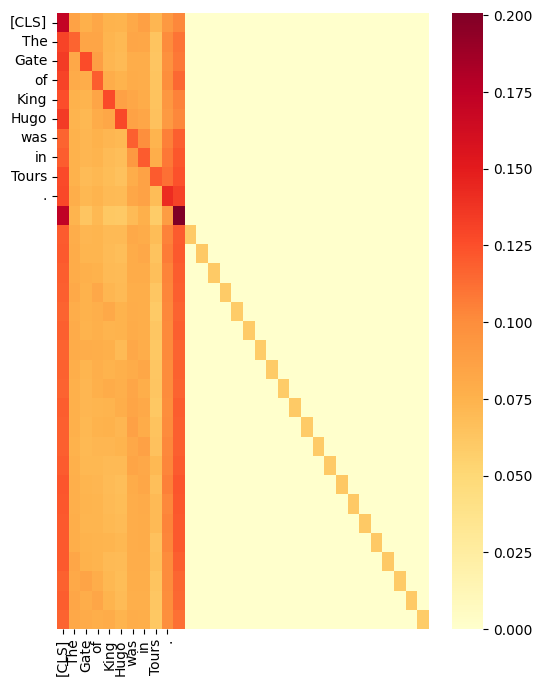 [CLS]
The
Gate
of
King
Hugo
was
in
Tours
.
[CLS]
The
Gate
of
King
Hugo
was
in
Tours
.
0.200
0.175
0.150
0.125
0.100
0.075
0.050
0.025
0.000